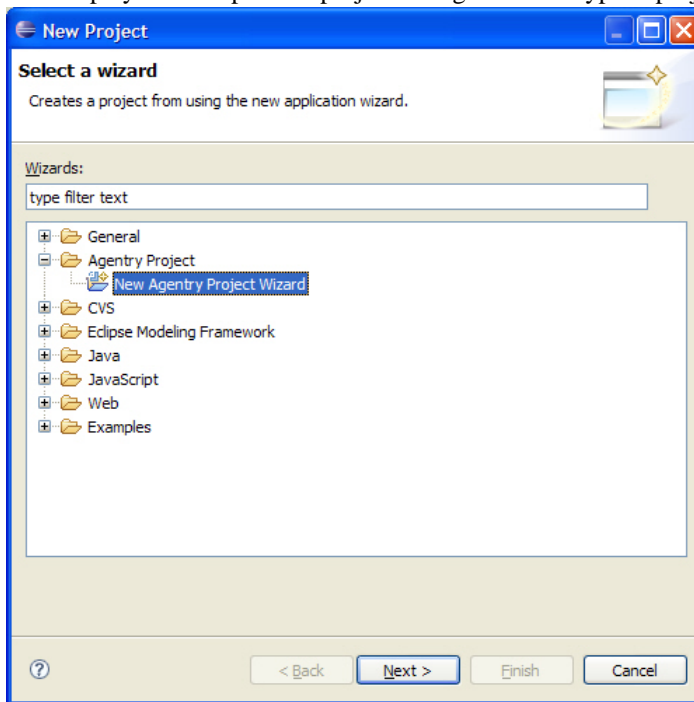 New Project
Select a wizard
Creates a project from using the new application wizard.
Wizards:
type filter text
General
Agentry Project
New Agentry Project Wizard
CVS
Eclipse Modeling Framework
Java
JavaScript
Web
Examples
?
< Back Next > Finish Cancel